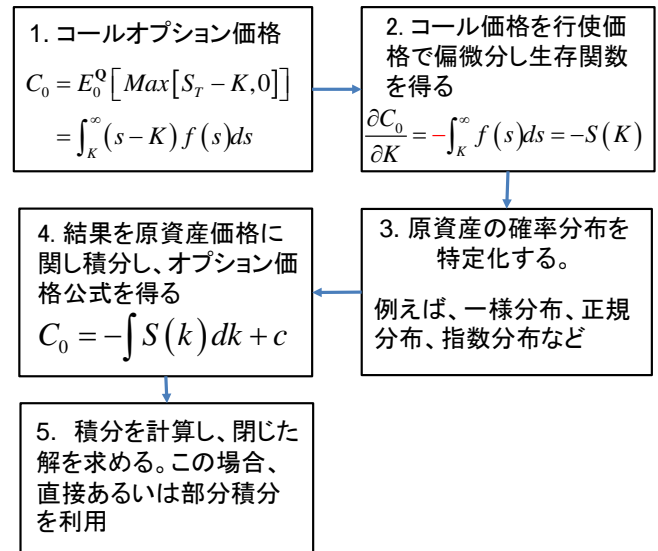 1. コールオプション価格
C₀ = E₀^Q [Max[S_T − K,0]]
= ∫_K^∞ (s − K) f (s)ds
2. コール価格を行使価
格で偏微分し生存関数
を得る
∂C₀/∂K = −∫_K^∞ f (s)ds = −S(K)
3. 原資産の確率分布を
特定化する。
例えば、一様分布、正規
分布、指数分布など
4. 結果を原資産価格に
関し積分し、オプション価
格公式を得る
C₀ = −∫ S(k)dk + c
5. 積分を計算し、閉じた
解を求める。この場合、
直接あるいは部分積分
を利用